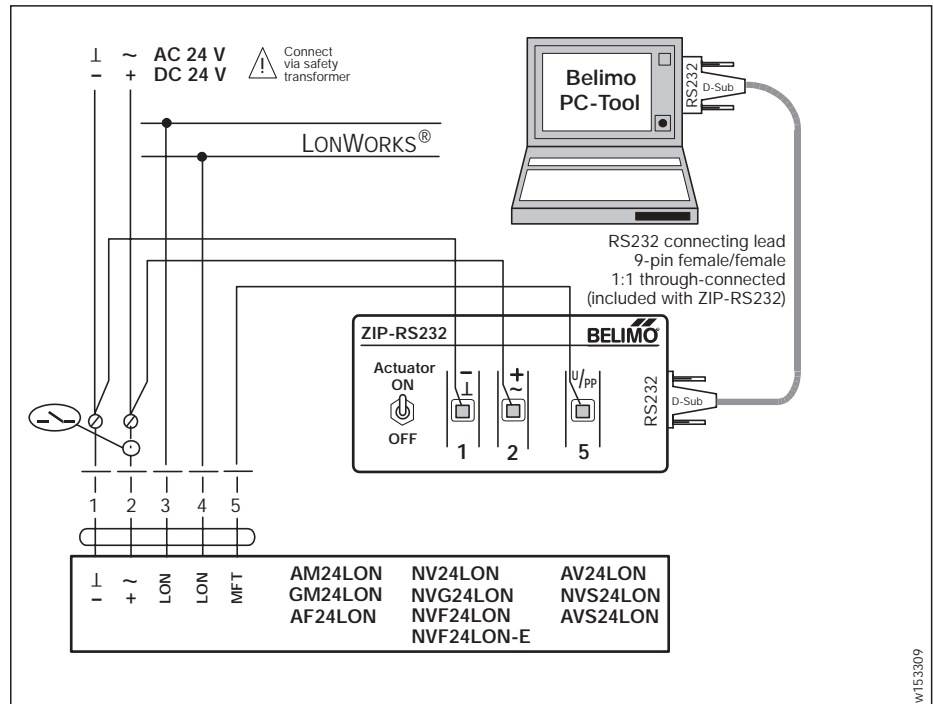 ⊥ ~ AC 24 V
– + DC 24 V
Connect
via safety
transformer
LONWORKS®
Belimo
PC-Tool
RS232
D-Sub
RS232 connecting lead
9-pin female/female
1:1 through-connected
(included with ZIP-RS232)
ZIP-RS232
BELIMO
Actuator
ON
OFF
– +
⊥ ~
U/PP
1 2 5
RS232
D-Sub
1 2 3 4 5
⊥ ~ LON LON MFT
– +
AM24LON NV24LON AV24LON
GM24LON NVG24LON NVS24LON
AF24LON NVF24LON AVS24LON
NVF24LON-E
w153309